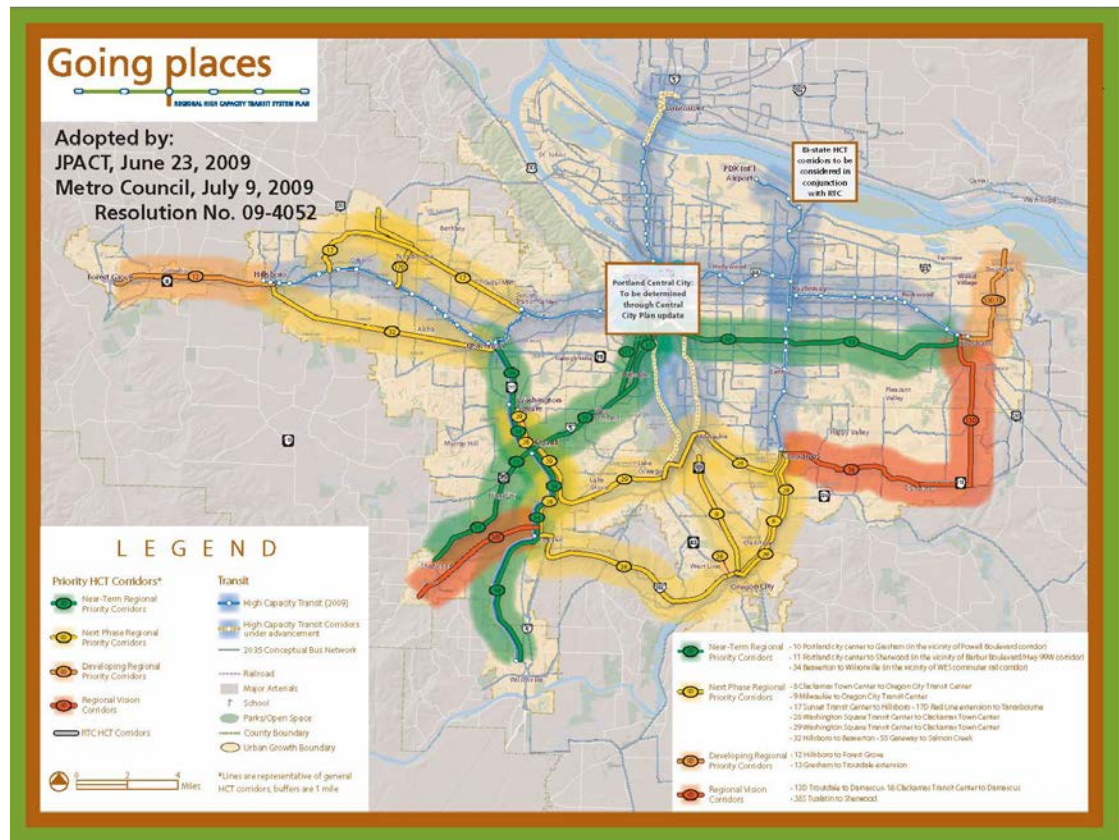 Going places
REGIONAL HIGH CAPACITY TRANSIT SYSTEM PLAN
Adopted by:
JPACT, June 23, 2009
Metro Council, July 9, 2009
Resolution No. 09-4052
Bi-state HCT
corridors to be
considered in
conjunction
with RTC
PDX Int'l
Airport
Portland Central City:
To be determined
through Central
City Plan update
Forest Grove
Hillsboro
Bethany
Aloha
Washington
Square
Murray Hill
Lake
Oswego
Milwaukie
Happy Valley
Pleasant
Valley
Gateway
Rockwood
Fairview
Wood
Village
West Linn
Oregon City
Wilsonville
LEGEND
Priority HCT Corridors*
Near-Term Regional
Priority Corridors
Next Phase Regional
Priority Corridors
Developing Regional
Priority Corridors
Regional Vision
Corridors
RTC HCT Corridors
0 2 4
Miles
Transit
High Capacity Transit (2009)
High Capacity Transit Corridors
under advancement
2035 Conceptual Bus Network
Railroad
Major Arterials
School
Parks/Open Space
County Boundary
Urban Growth Boundary
*Lines are representative of general
HCT corridors, buffers are 1 mile
Near-Term Regional
Priority Corridors
- 10 Portland city center to Gresham (in the vicinity of Powell Boulevard corridor)
- 11 Portland city center to Sherwood (in the vicinity of Barbur Boulevard/Hwy 99W corridor)
- 34 Beaverton to Wilsonville (in the vicinity of WES commuter rail corridor)
Next Phase Regional
Priority Corridors
- 8 Clackamas Town Center to Oregon City Transit Center
- 9 Milwaukie to Oregon City Transit Center
- 17 Sunset Transit Center to Hillsboro - 17D Red Line extension to Tanasbourne
- 28 Washington Square Transit Center to Clackamas Town Center
- 29 Washington Square Transit Center to Clackamas Town Center
- 32 Hillsboro to Beaverton - 55 Gateway to Salmon Creek
Developing Regional
Priority Corridors
- 12 Hillsboro to Forest Grove
- 13 Gresham to Troutdale extension
Regional Vision
Corridors
- 13D Troutdale to Damascus - 16 Clackamas Transit Center to Damascus
- 38S Tualatin to Sherwood